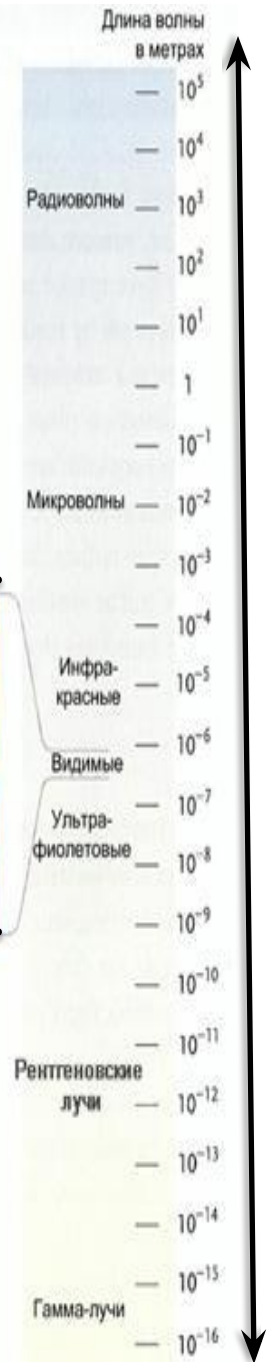 Длина волны
в метрах
10⁵
10⁴
Радиоволны
10³
10²
10¹
1
10⁻¹
Микроволны
10⁻²
10⁻³
10⁻⁴
Инфра-
красные
10⁻⁵
10⁻⁶
Видимые
10⁻⁷
Ультра-
фиолетовые
10⁻⁸
10⁻⁹
10⁻¹⁰
10⁻¹¹
Рентгеновские
лучи
10⁻¹²
10⁻¹³
10⁻¹⁴
10⁻¹⁵
Гамма-лучи
10⁻¹⁶